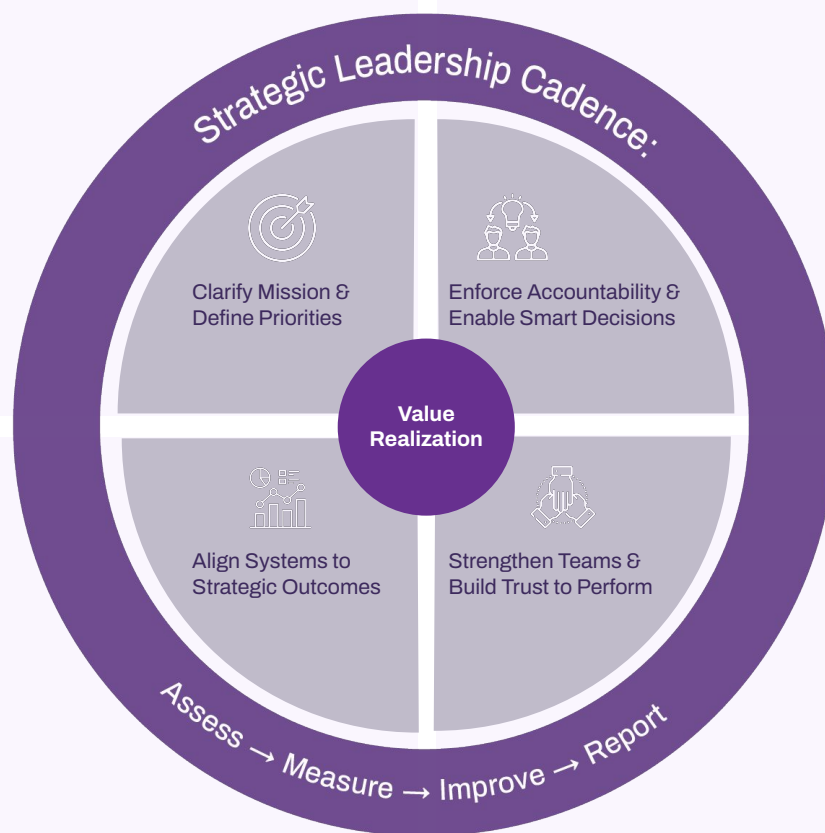 Strategic Leadership Cadence:
Clarify Mission &
Define Priorities
Enforce Accountability &
Enable Smart Decisions
Value
Realization
Align Systems to
Strategic Outcomes
Strengthen Teams &
Build Trust to Perform
Assess → Measure → Improve → Report